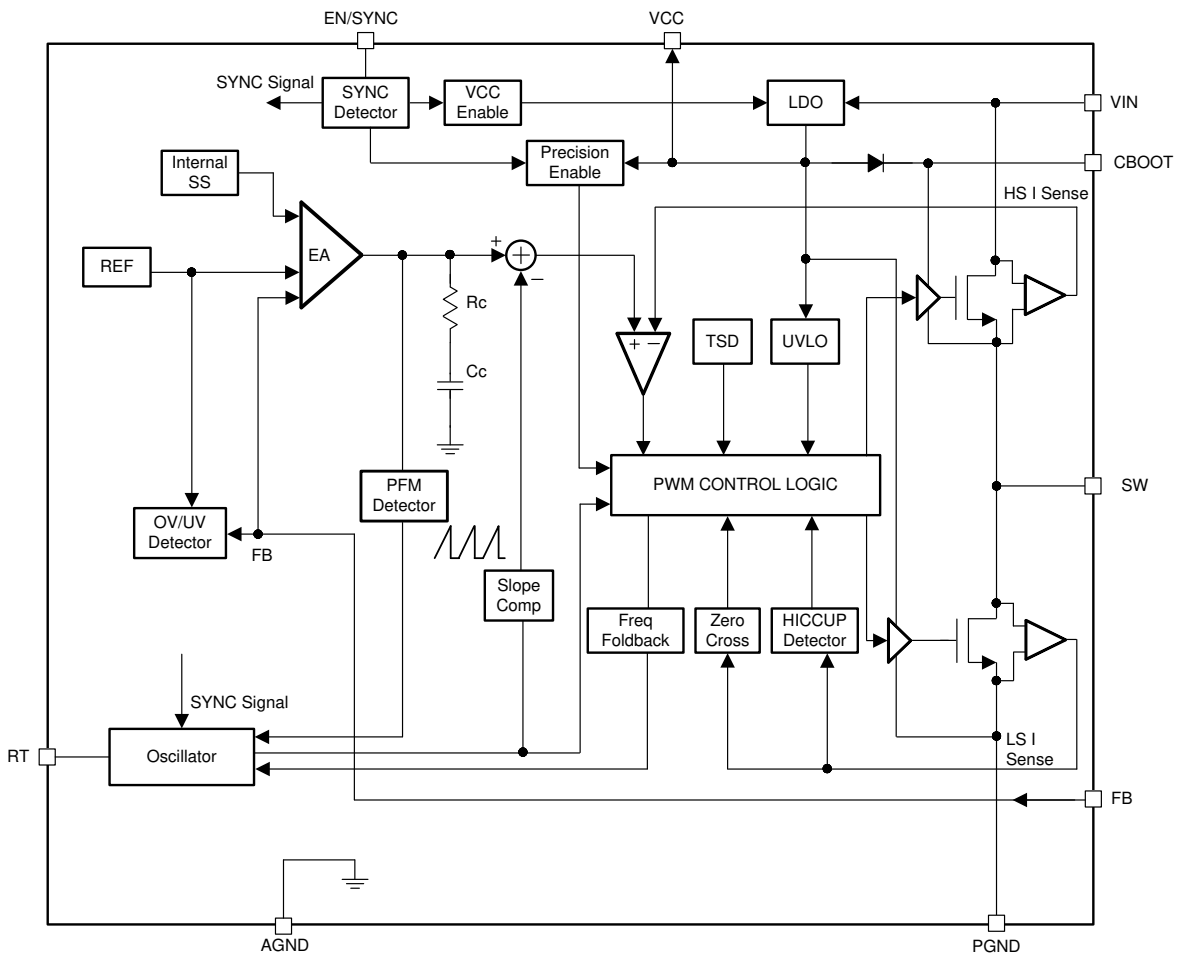 EN/SYNC
VCC
SYNC Signal
SYNC
Detector
VCC
Enable
LDO
VIN
Internal
SS
Precision
Enable
CBOOT
HS I Sense
REF
EA
+
+
−
Rc
+ −
TSD
UVLO
Cc
PFM
Detector
PWM CONTROL LOGIC
SW
OV/UV
Detector
FB
Slope
Comp
Freq
Foldback
Zero
Cross
HICCUP
Detector
SYNC Signal
RT
Oscillator
LS I
Sense
FB
AGND
PGND